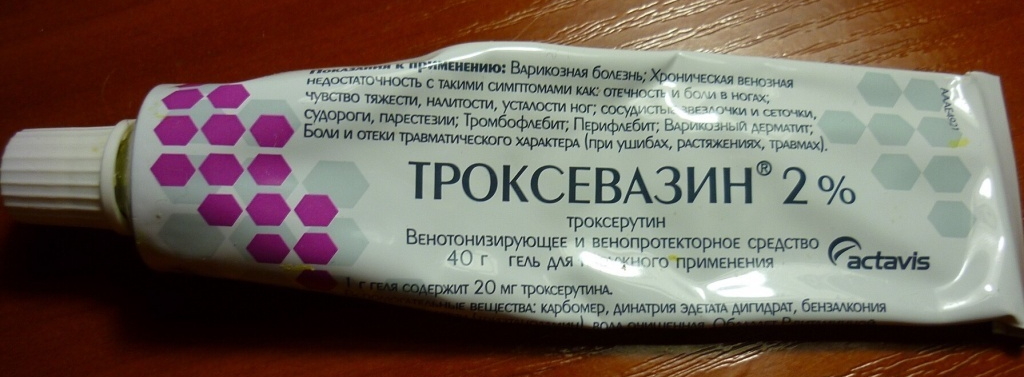 Показания к применению: Варикозная болезнь; Хроническая венозная
недостаточность с такими симптомами как: отечность и боли в ногах;
чувство тяжести, налитости, усталости ног; сосудистые звездочки и сеточки,
судороги, парестезии; Тромбофлебит; Перифлебит; Варикозный дерматит;
Боли и отеки травматического характера (при ушибах, растяжениях, травмах).
ТРОКСЕВАЗИН® 2 %
троксерутин
Венотонизирующее и венопротекторное средство
40 г гель для применения
actavis
1 г геля содержит 20 мг троксерутина.
вещества: карбомер, динатрия эдетата дигидрат, бензалкония
вода очищенная.